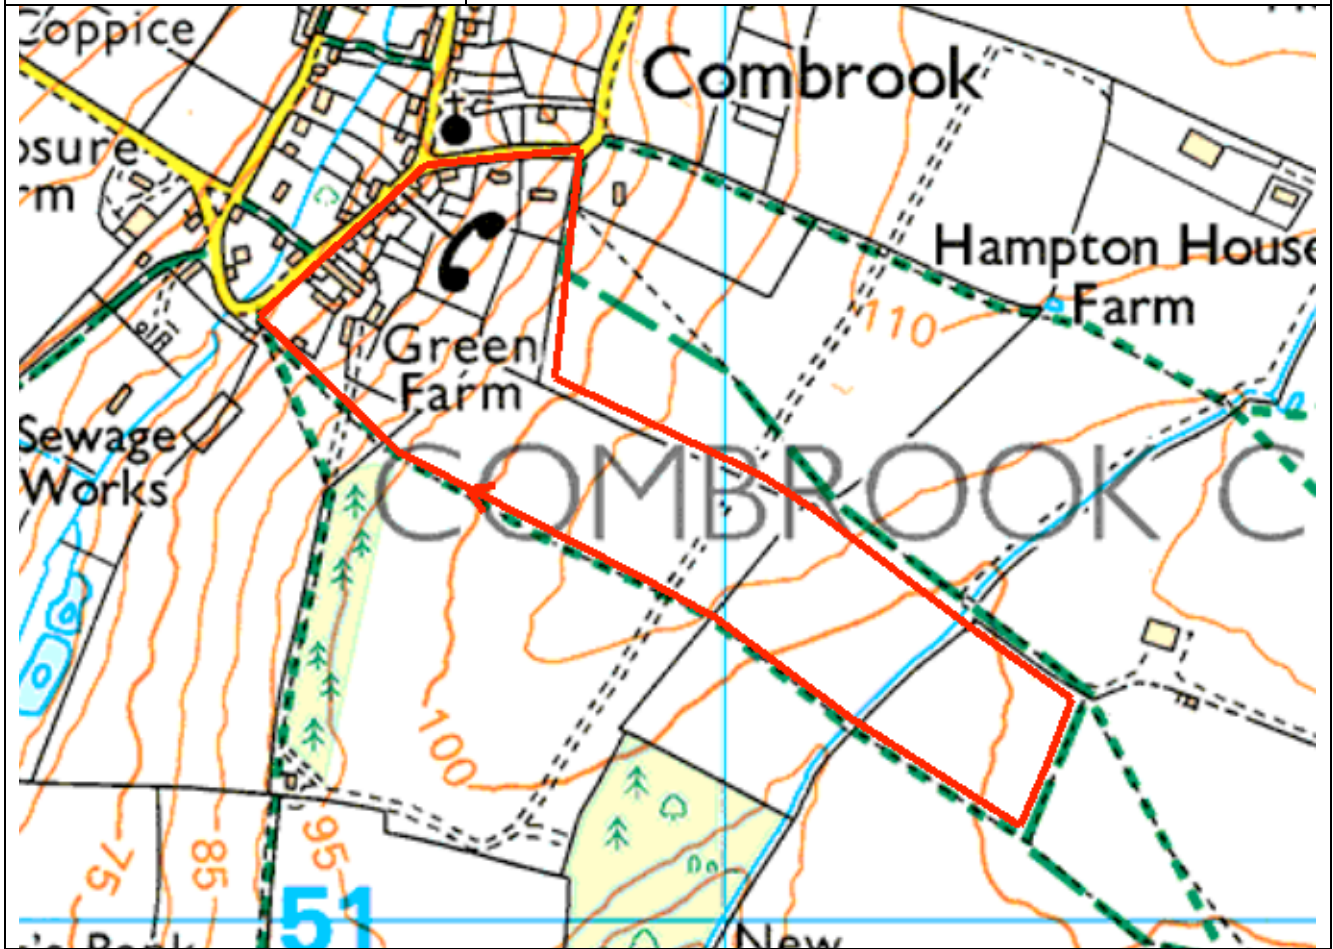 Coppice
Combrook
osure
rm
Hampton House
Farm
110
Green
Farm
Sewage
Works
COMBROOK C
100
95
85
75
51
New
's Bank